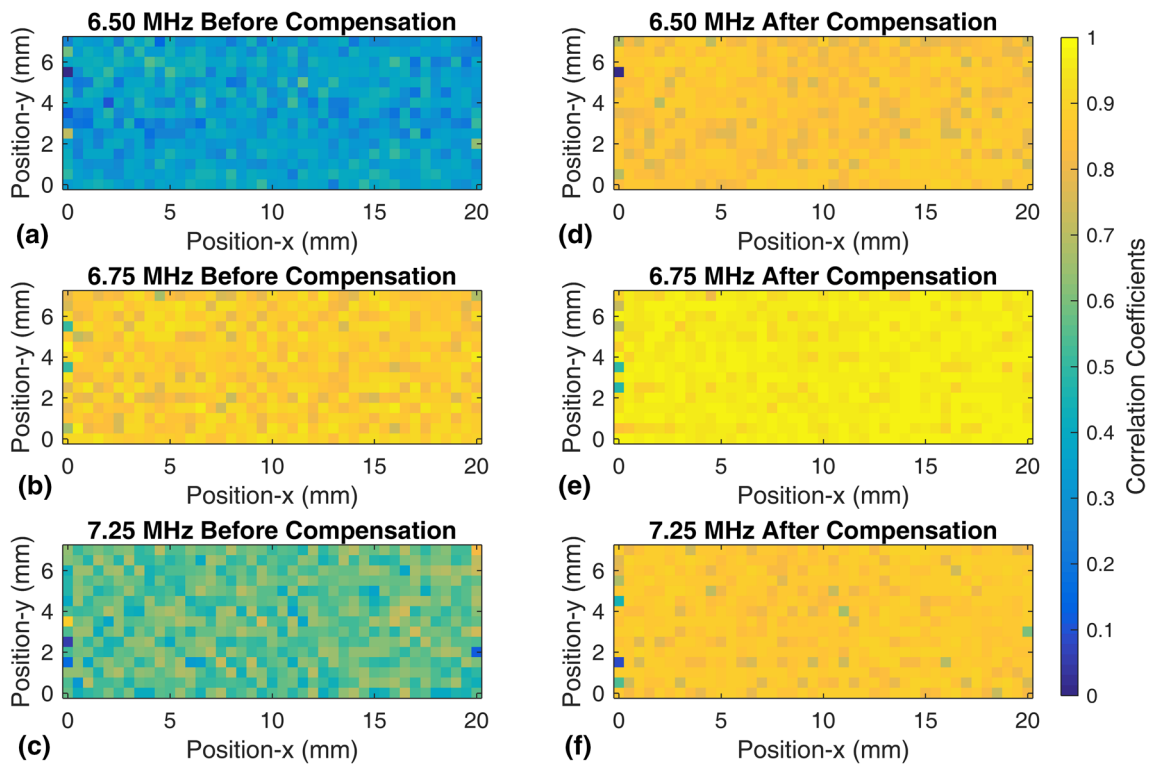 6.50 MHz Before Compensation
Position-y (mm)
6
4
2
0
0 5 10 15 20
(a)
Position-x (mm)
6.75 MHz Before Compensation
Position-y (mm)
6
4
2
0
0 5 10 15 20
(b)
Position-x (mm)
7.25 MHz Before Compensation
Position-y (mm)
6
4
2
0
0 5 10 15 20
(c)
Position-x (mm)
6.50 MHz After Compensation
Position-y (mm)
6
4
2
0
0 5 10 15 20
(d)
Position-x (mm)
6.75 MHz After Compensation
Position-y (mm)
6
4
2
0
0 5 10 15 20
(e)
Position-x (mm)
7.25 MHz After Compensation
Position-y (mm)
6
4
2
0
0 5 10 15 20
(f)
Position-x (mm)
1
0.9
0.8
0.7
0.6
0.5
0.4
0.3
0.2
0.1
0
Correlation Coefficients